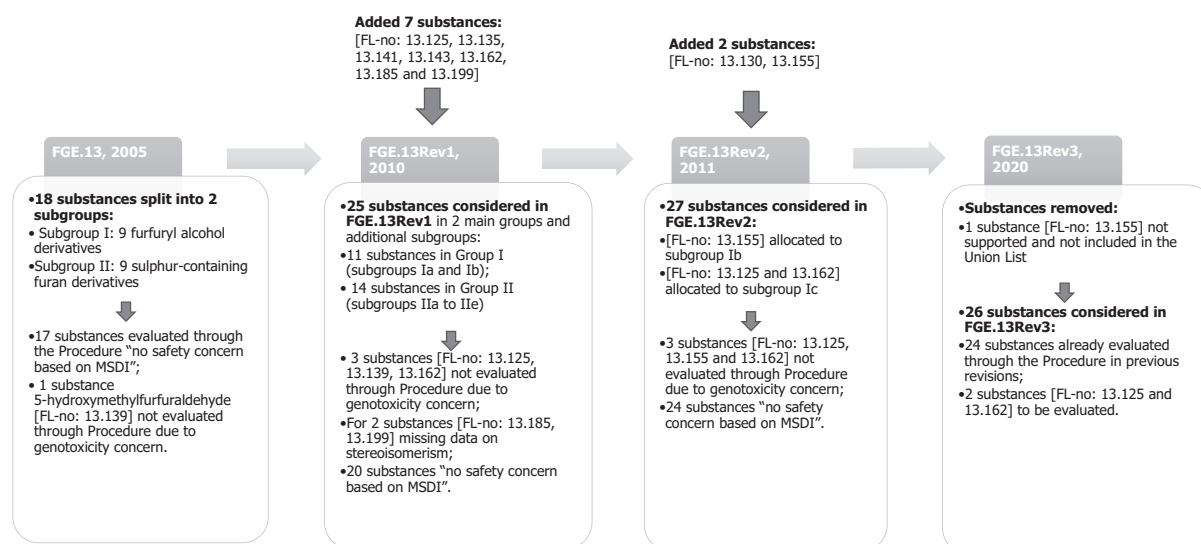 Added 7 substances:
[FL-no: 13.125, 13.135,
13.141, 13.143, 13.162,
13.185 and 13.199]
Added 2 substances:
[FL-no: 13.130, 13.155]
FGE.13, 2005
•18 substances split into 2
subgroups:
• Subgroup I: 9 furfuryl alcohol
derivatives
•Subgroup II: 9 sulphur-containing
furan derivatives
•17 substances evaluated through
the Procedure "no safety concern
based on MSDI";
• 1 substance
5-hydroxymethylfurfuraldehyde
[FL-no: 13.139] not evaluated
through Procedure due to
genotoxicity concern.
FGE.13Rev1,
2010
•25 substances considered in
FGE.13Rev1 in 2 main groups and
additional subgroups:
•11 substances in Group I
(subgroups Ia and Ib);
• 14 substances in Group II
(subgroups IIa to IIe)
• 3 substances [FL-no: 13.125,
13.139, 13.162] not evaluated
through Procedure due to
genotoxicity concern;
•For 2 substances [FL-no: 13.185,
13.199] missing data on
stereoisomerism;
•20 substances "no safety concern
based on MSDI".
FGE.13Rev2,
2011
•27 substances considered in
FGE.13Rev2:
•[FL-no: 13.155] allocated to
subgroup Ib
•[FL-no: 13.125 and 13.162]
allocated to subgroup Ic
•3 substances [FL-no: 13.125,
13.155 and 13.162] not
evaluated through Procedure
due to genotoxicity concern;
•24 substances "no safety
concern based on MSDI".
FGE.13Rev3,
2020
•Substances removed:
•1 substance [FL-no: 13.155] not
supported and not included in the
Union List
•26 substances considered in
FGE.13Rev3:
•24 substances already evaluated
through the Procedure in previous
revisions;
•2 substances [FL-no: 13.125 and
13.162] to be evaluated.